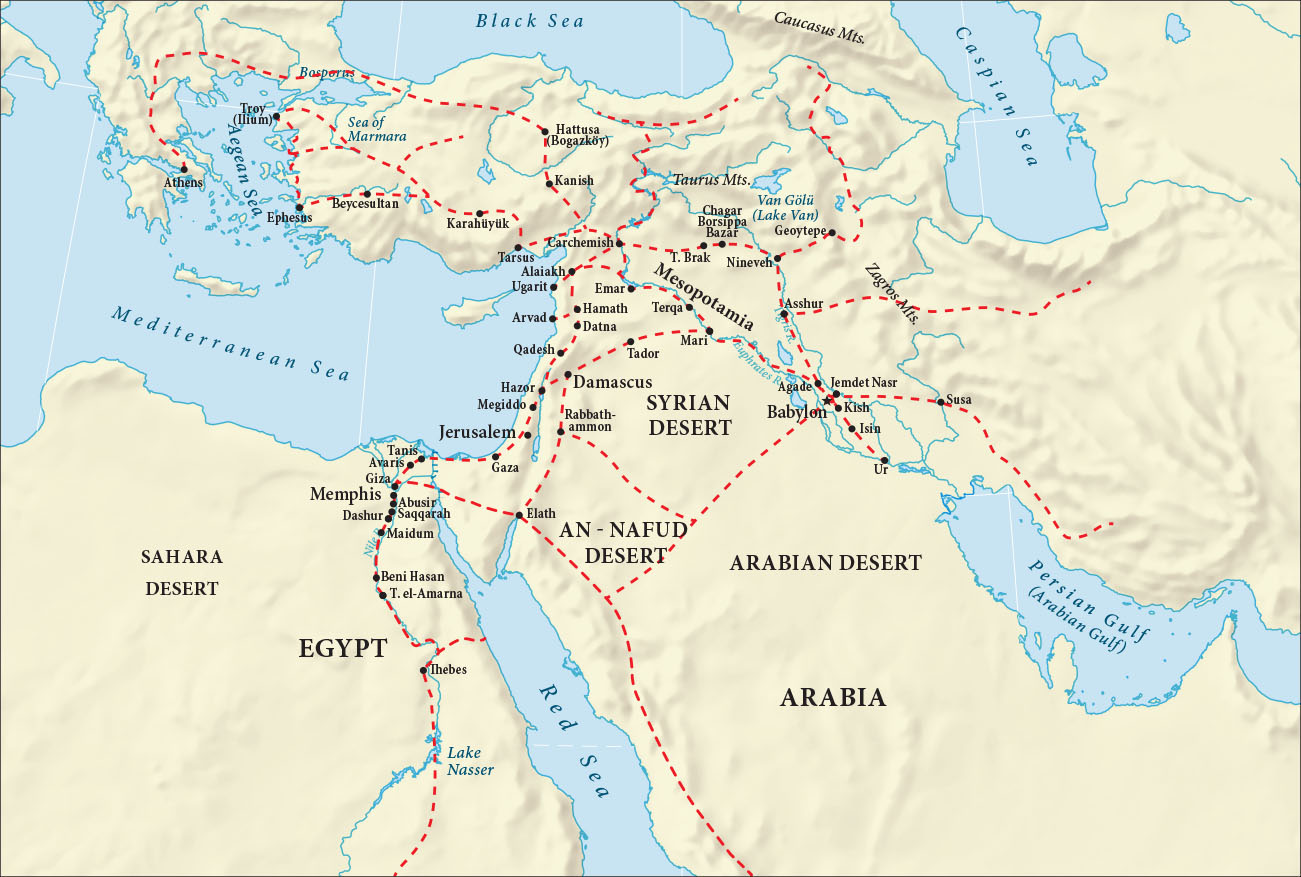 Black Sea
Caucasus Mts.
Caspian Sea
Bosporus
Troy
(Ilium)
Sea of
Marmara
Aegean Sea
Hattusa
(Bogazköy)
Athens
Kanish
Taurus Mts.
Van Gölü
(Lake Van)
Ephesus
Beycesultan
Karahüyük
Chagar
Borsippa
Bazar
Geoytepe
Tarsus
Carchemish
T. Brak
Nineveh
Alaiakh
Ugarit
Emar
Mesopotamia
Zagros Mts.
Arvad
Hamath
Datna
Terqa
Asshur
Tigris R.
Mediterranean Sea
Qadesh
Tador
Mari
Euphrates R.
Hazor
Damascus
Agade
Jemdet Nasr
Megiddo
Rabbath-
ammon
SYRIAN
DESERT
Babylon
Kish
Susa
Jerusalem
Isin
Tanis
Avaris
Gaza
Ur
Giza
Memphis
Abusir
Saqqarah
Dashur
Elath
Maidum
Nile R.
AN - NAFUD
DESERT
SAHARA
DESERT
ARABIAN DESERT
Beni Hasan
T. el-Amarna
Persian Gulf
(Arabian Gulf)
EGYPT
Thebes
Red Sea
ARABIA
Lake
Nasser